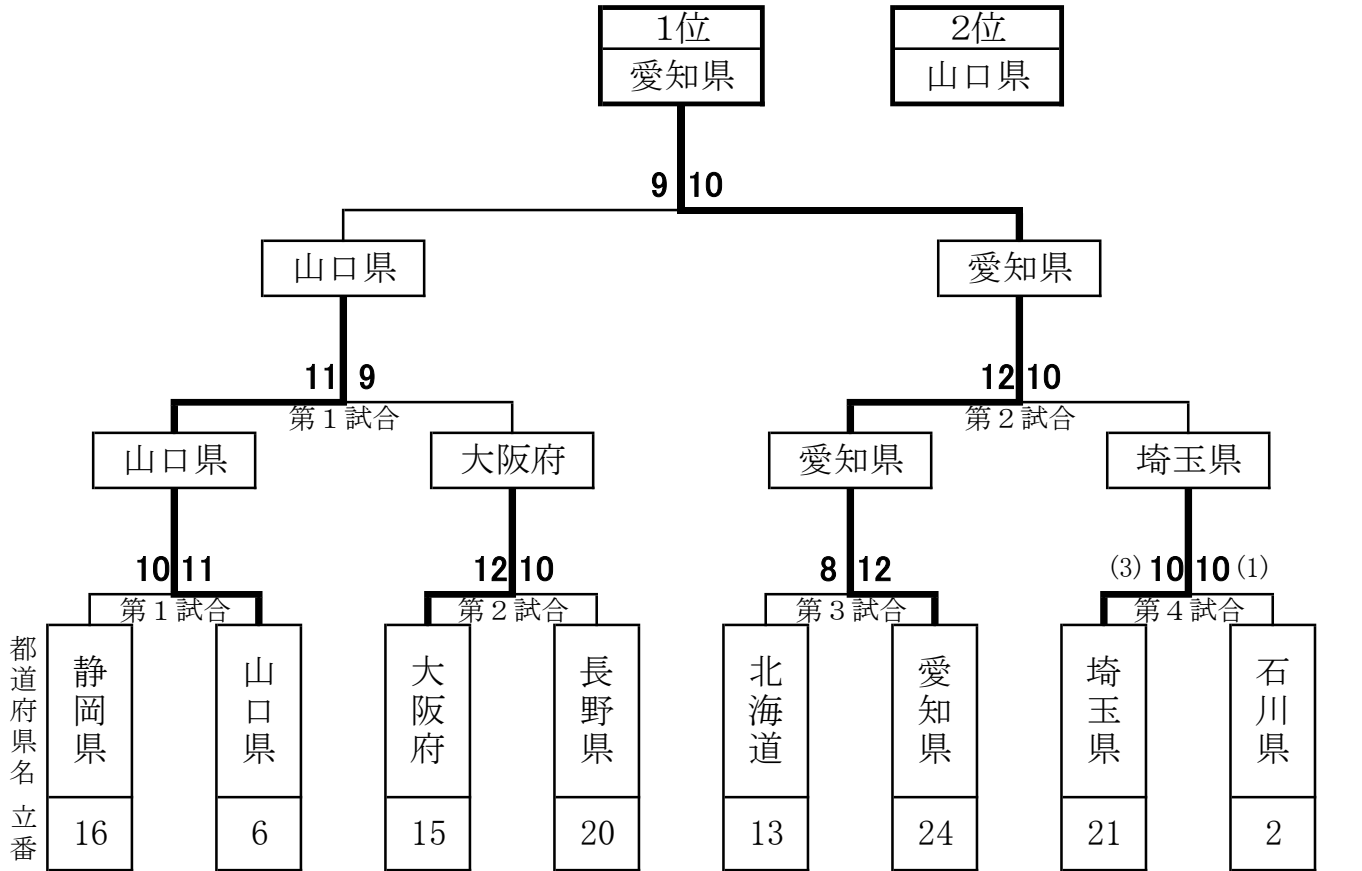 1位 2位
愛知県 山口県
9 10
山口県 愛知県
11 9 12 10
第1試合 第2試合
山口県 大阪府 愛知県 埼玉県
10 11 12 10 8 12 (3) 10 10 (1)
第1試合 第2試合 第3試合 第4試合
都道府県名 静岡県 山口県 大阪府 長野県 北海道 愛知県 埼玉県 石川県
立番 16 6 15 20 13 24 21 2